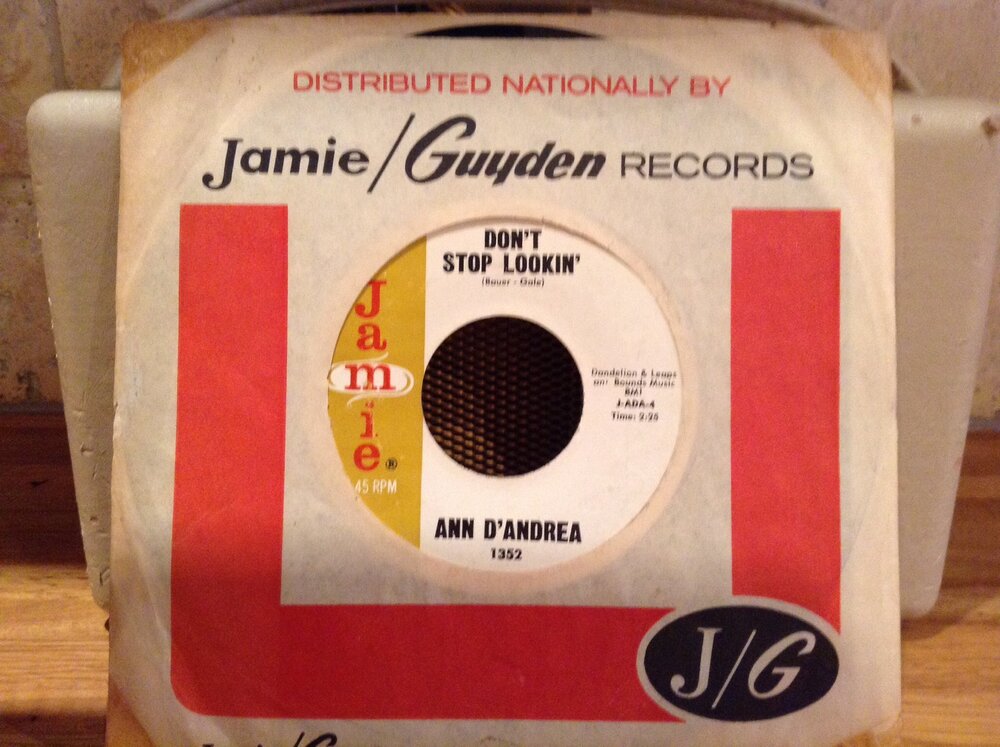 DISTRIBUTED NATIONALLY BY
Jamie/Guyden RECORDS
DON'T
STOP LOOKIN'
(Bauer - Gale)
Jamie®
45 RPM
Dandelion & Leaps
an' Bounds Music
BMI
J-ADA-4
Time: 2:25
ANN D'ANDREA
1352
J/G